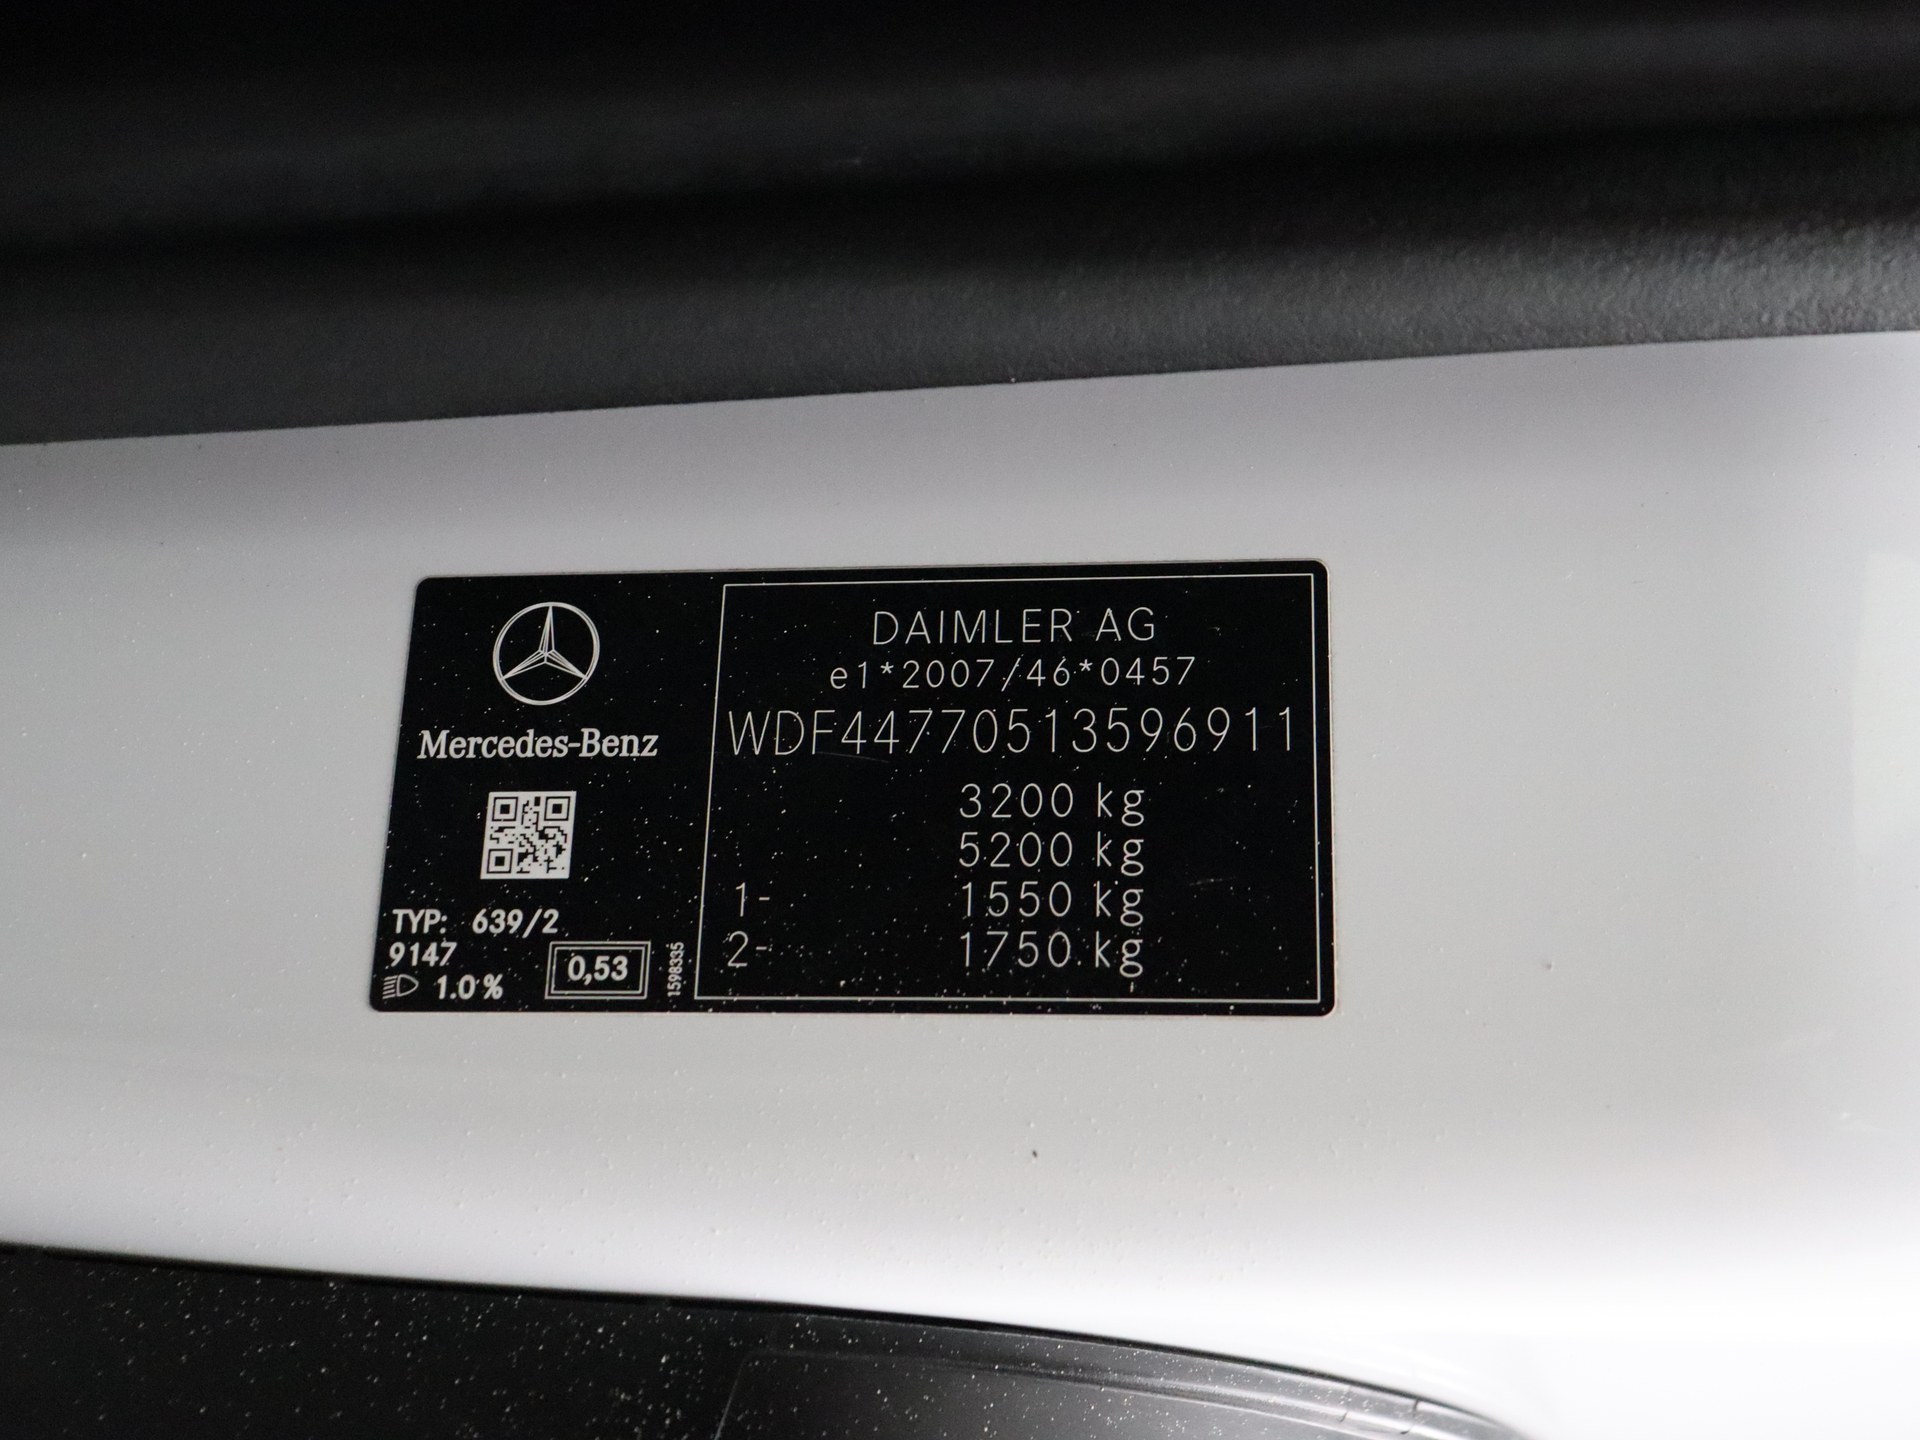 Mercedes-Benz
TYP: 639/2
9147
1.0%
0,53
1598335
DAIMLER AG
e1*2007/46*0457
WDF44770513596911
3200 kg
5200 kg
1- 1550 kg
2- 1750 kg